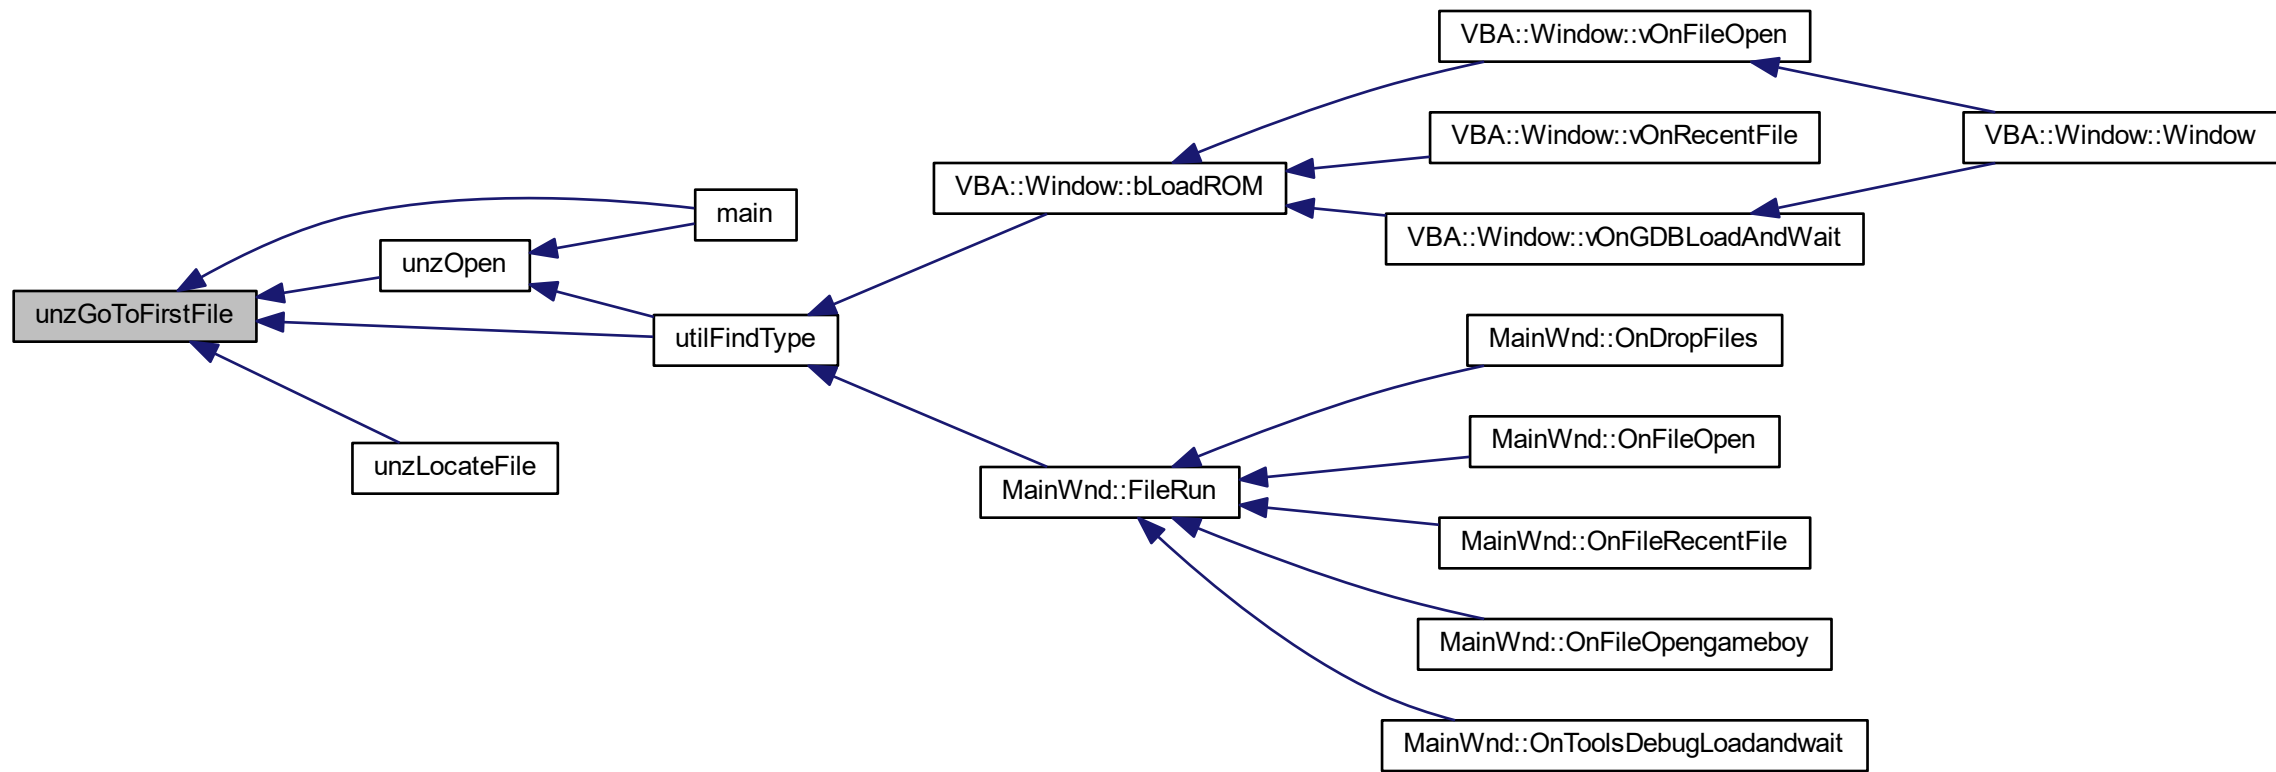 unzGoToFirstFile
main
unzOpen
utilFindType
unzLocateFile
VBA::Window::bLoadROM
VBA::Window::vOnFileOpen
VBA::Window::vOnRecentFile
VBA::Window::vOnGDBLoadAndWait
VBA::Window::Window
MainWnd::FileRun
MainWnd::OnDropFiles
MainWnd::OnFileOpen
MainWnd::OnFileRecentFile
MainWnd::OnFileOpengameboy
MainWnd::OnToolsDebugLoadandwait